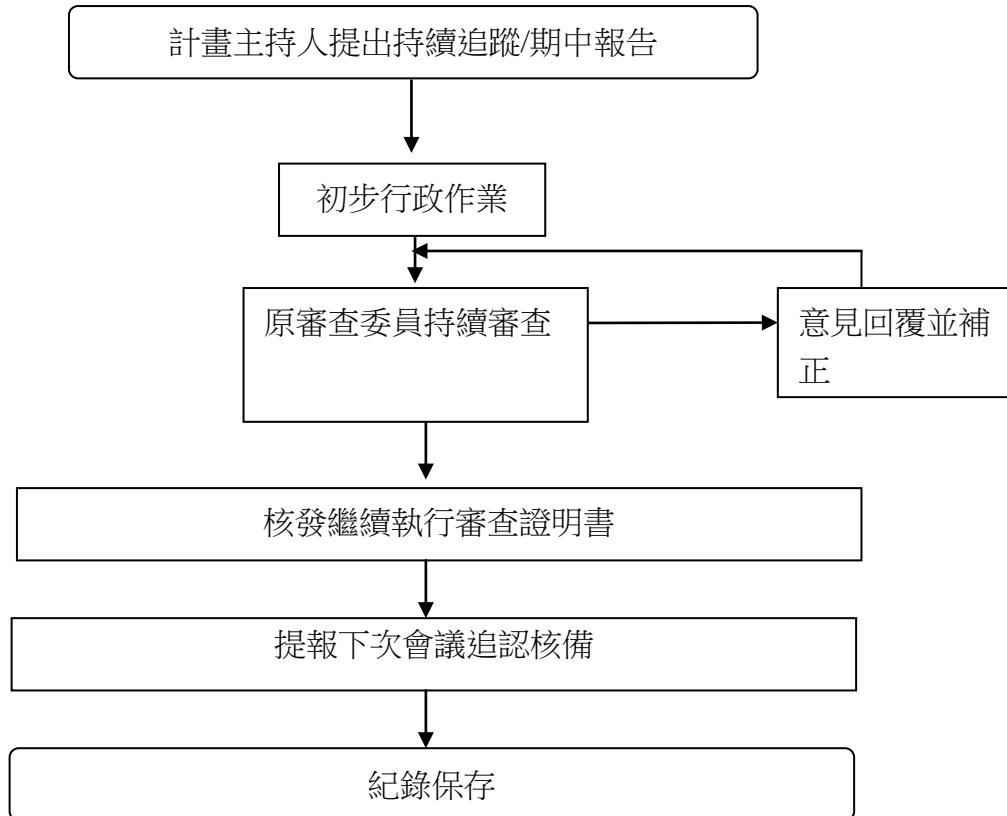 計畫主持人提出持續追蹤/期中報告
初步行政作業
原審查委員持續審查
意見回覆並補
正
核發繼續執行審查證明書
提報下次會議追認核備
紀錄保存